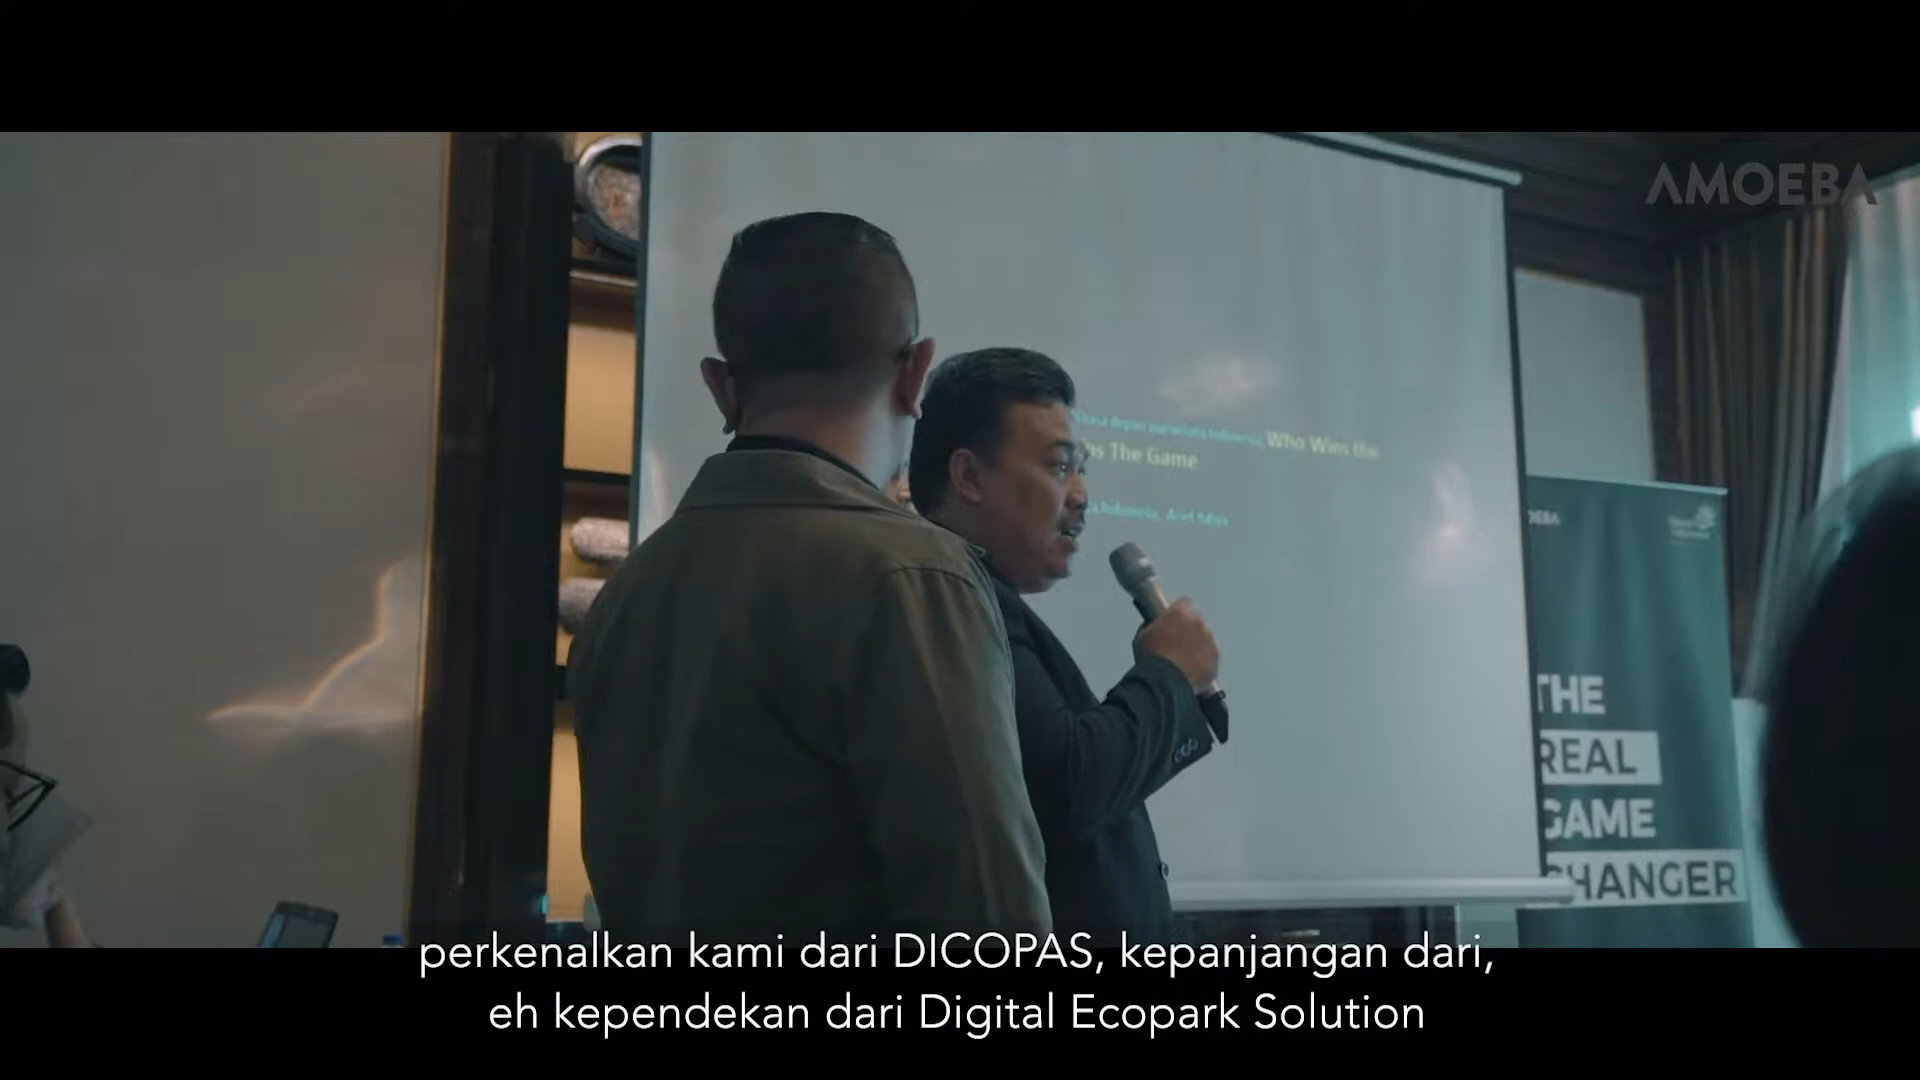 AMOEBA
Who Wins the
The Game
THE
REAL
GAME
CHANGER
perkenalkan kami dari DICOPAS, kepanjangan dari,
eh kependekan dari Digital Ecopark Solution